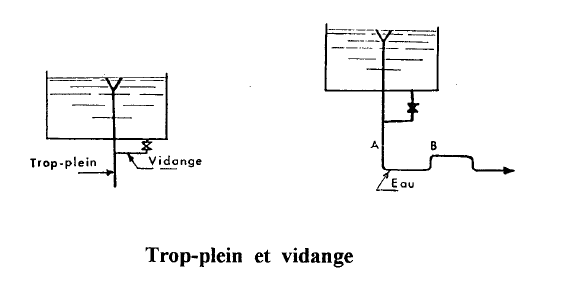 Trop-plein
Vidange
A
B
Eau
Trop-plein et vidange